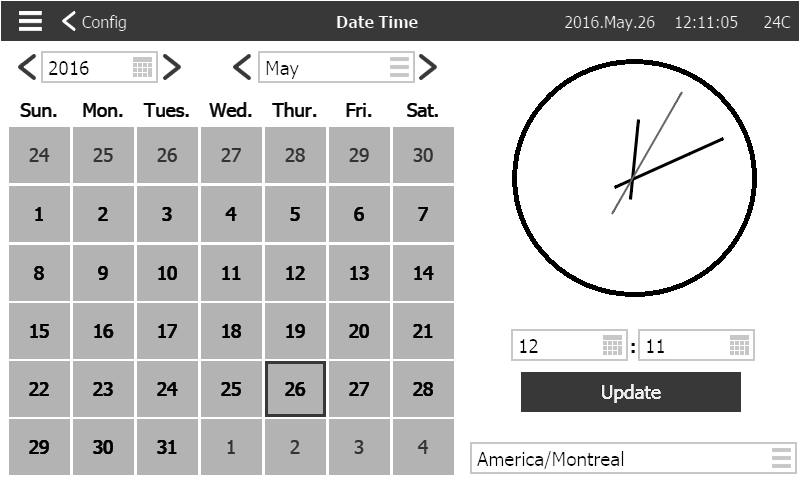 Config Date Time 2016.May.26 12:11:05 24C
2016 May
Sun. Mon. Tues. Wed. Thur. Fri. Sat.
24 25 26 27 28 29 30
1 2 3 4 5 6 7
8 9 10 11 12 13 14
15 16 17 18 19 20 21
22 23 24 25 26 27 28
29 30 31 1 2 3 4
12 : 11
Update
America/Montreal